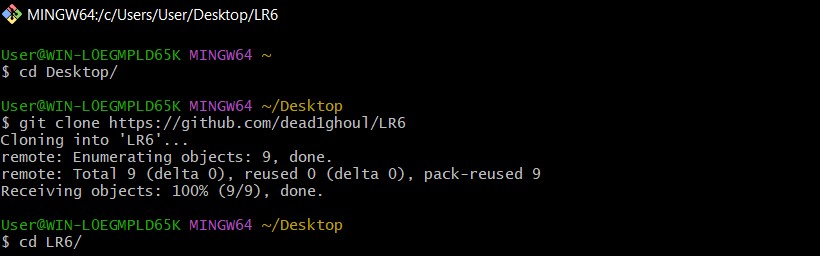 MINGW64:/c/Users/User/Desktop/LR6
User@WIN-LOEGMPLD65K MINGW64 ~
$ cd Desktop/
User@WIN-LOEGMPLD65K MINGW64 ~/Desktop
$ git clone https://github.com/dead1ghoul/LR6
Cloning into 'LR6'...
remote: Enumerating objects: 9, done.
remote: Total 9 (delta 0), reused 0 (delta 0), pack-reused 9
Receiving objects: 100% (9/9), done.
User@WIN-LOEGMPLD65K MINGW64 ~/Desktop
$ cd LR6/